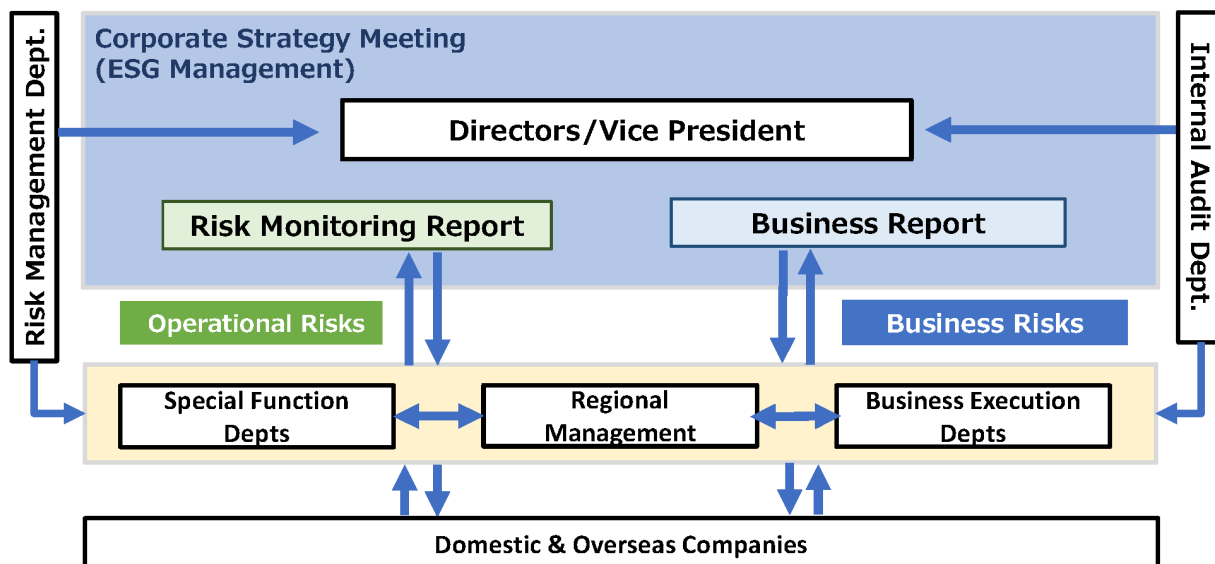 Risk Management Dept.
Corporate Strategy Meeting
(ESG Management)
Internal Audit Dept.
Directors/Vice President
Risk Monitoring Report
Business Report
Operational Risks
Business Risks
Special Function
Depts
Regional
Management
Business Execution
Depts
Domestic & Overseas Companies